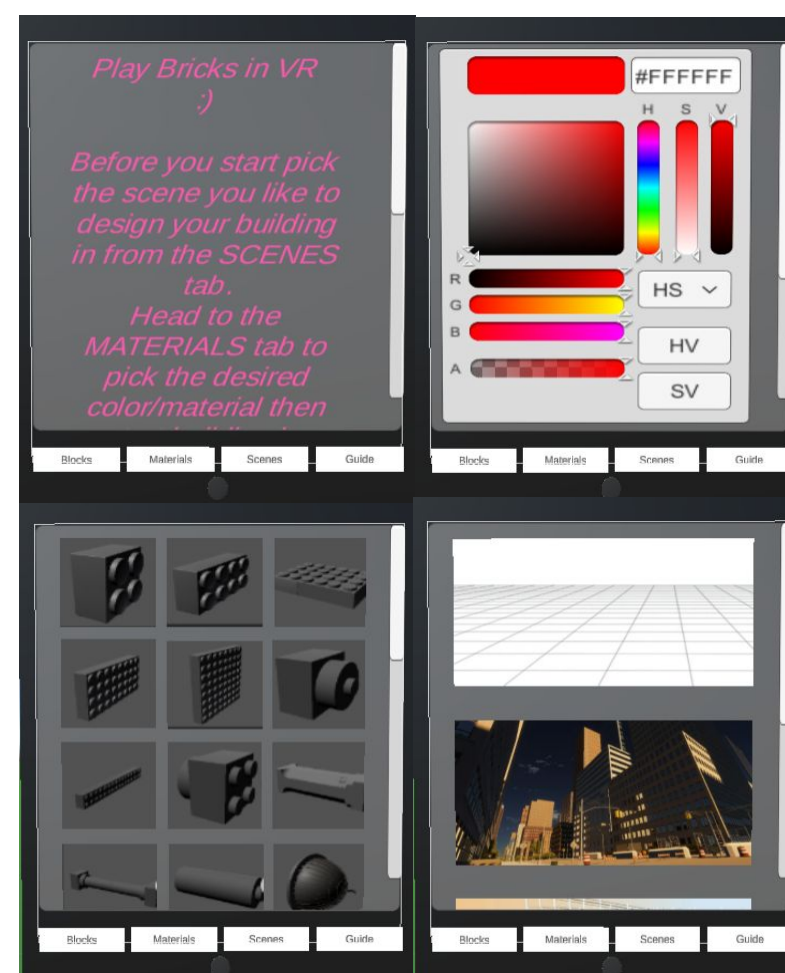 Play Bricks in VR
:)
Before you start pick
the scene you like to
design your building
in from the SCENES
tab.
Head to the
MATERIALS tab to
pick the desired
color/material then
Blocks Materials Scenes Guide
#FFFFFF
H S V
R
G
B
A
HS
HV
SV
Blocks Materials Scenes Guide
Blocks Materials Scenes Guide
Blocks Materials Scenes Guide